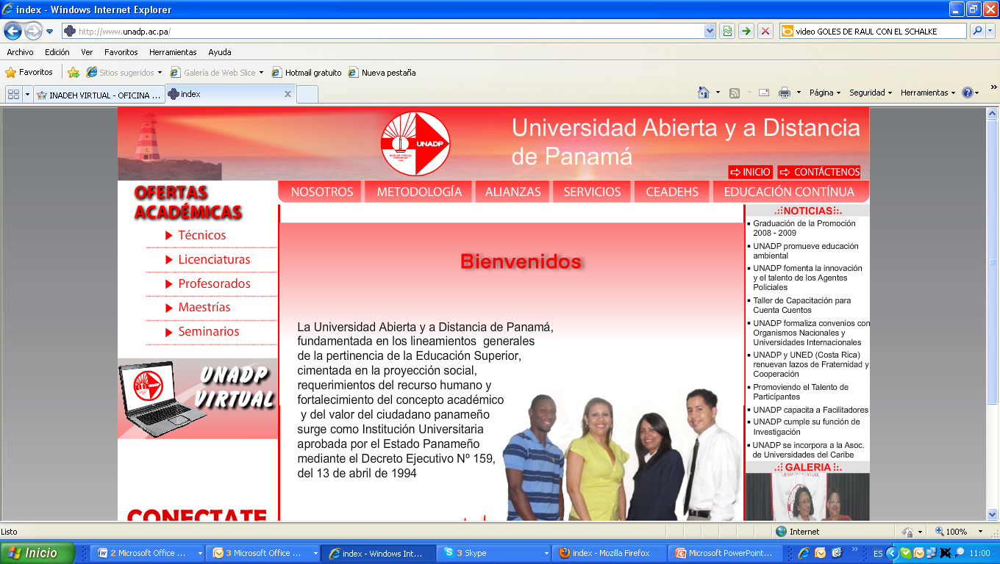 index - Windows Internet Explorer
http://www.unadp.ac.pa/
video GOLES DE RAUL CON EL SCHALKE
Archivo Edición Ver Favoritos Herramientas Ayuda
Favoritos Sitios sugeridos Galería de Web Slice Hotmail gratuito Nueva pestaña
INADEH VIRTUAL - OFICINA ... index
Página Seguridad Herramientas
Universidad Abierta y a Distancia
de Panamá
UNADP
INICIO CONTÁCTENOS
NOSOTROS METODOLOGÍA ALIANZAS SERVICIOS CEADEHS EDUCACIÓN CONTÍNUA
OFERTAS
ACADÉMICAS
Técnicos
Licenciaturas
Profesorados
Maestrías
Seminarios
UNADP
VIRTUAL
CONECTATE
Bienvenidos
La Universidad Abierta y a Distancia de Panamá,
fundamentada en los lineamientos generales
de la pertinencia de la Educación Superior,
cimentada en la proyección social,
requerimientos del recurso humano y
fortalecimiento del concepto académico
y del valor del ciudadano panameño
surge como Institución Universitaria
aprobada por el Estado Panameño
mediante el Decreto Ejecutivo Nº 159,
del 13 de abril de 1994
.::NOTICIAS::.
Graduación de la Promoción
2008 - 2009
UNADP promueve educación
ambiental
UNADP fomenta la innovación
y el talento de los Agentes
Policiales
Taller de Capacitación para
Cuenta Cuentos
UNADP formaliza convenios con
Organismos Nacionales y
Universidades Internacionales
UNADP y UNED (Costa Rica)
renuevan lazos de Fraternidad y
Cooperación
Promoviendo el Talento de
Participantes
UNADP capacita a Facilitadores
UNADP cumple su función de
Investigación
UNADP se incorpora a la Asoc.
de Universidades del Caribe
.:: GALERIA ::.
Listo Internet 100%
Inicio 2 Microsoft Office ... 3 Microsoft Office ... index - Windows Int... 3 Skype index - Mozilla Firefox Microsoft PowerPoint... ES 11:00